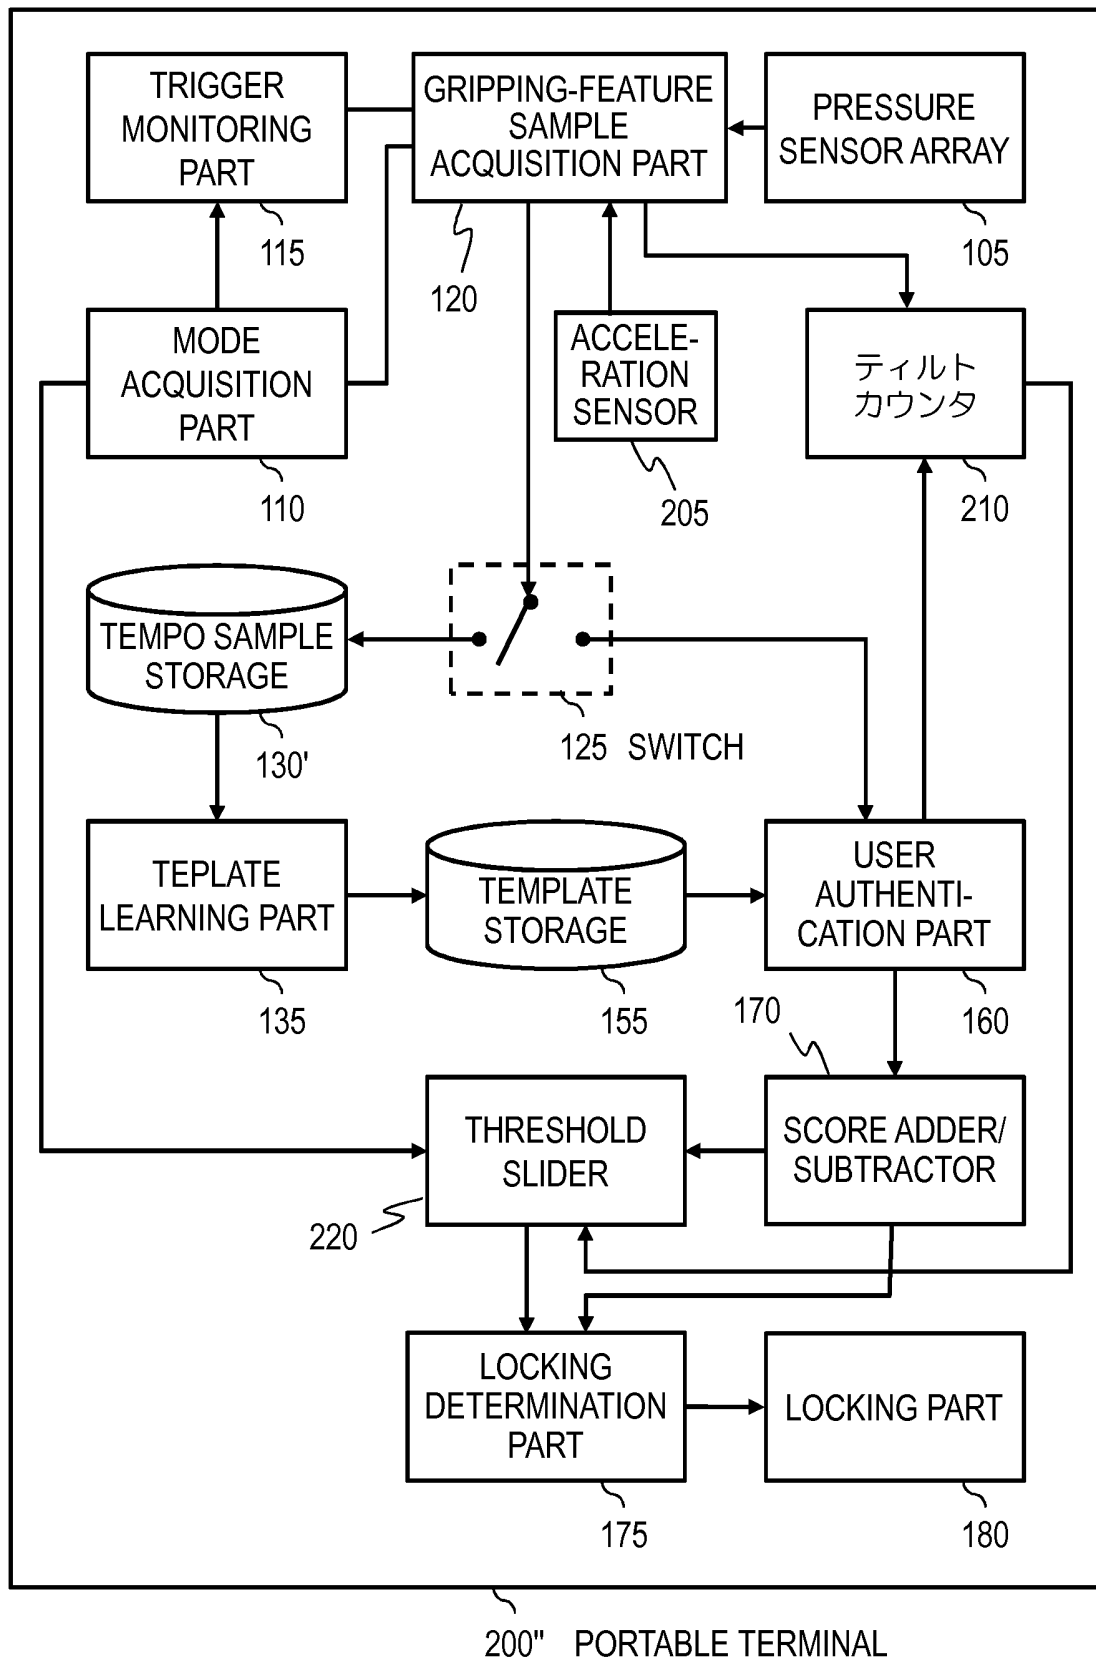 TRIGGER
MONITORING
PART
115
GRIPPING-FEATURE
SAMPLE
ACQUISITION PART
120
PRESSURE
SENSOR ARRAY
105
MODE
ACQUISITION
PART
110
ACCELE-
RATION
SENSOR
205
ティルト
カウンタ
210
TEMPO SAMPLE
STORAGE
130'
125 SWITCH
TEPLATE
LEARNING PART
135
TEMPLATE
STORAGE
155
USER
AUTHENTI-
CATION PART
160
170
THRESHOLD
SLIDER
220
SCORE ADDER/
SUBTRACTOR
LOCKING
DETERMINATION
PART
175
LOCKING PART
180
200" PORTABLE TERMINAL